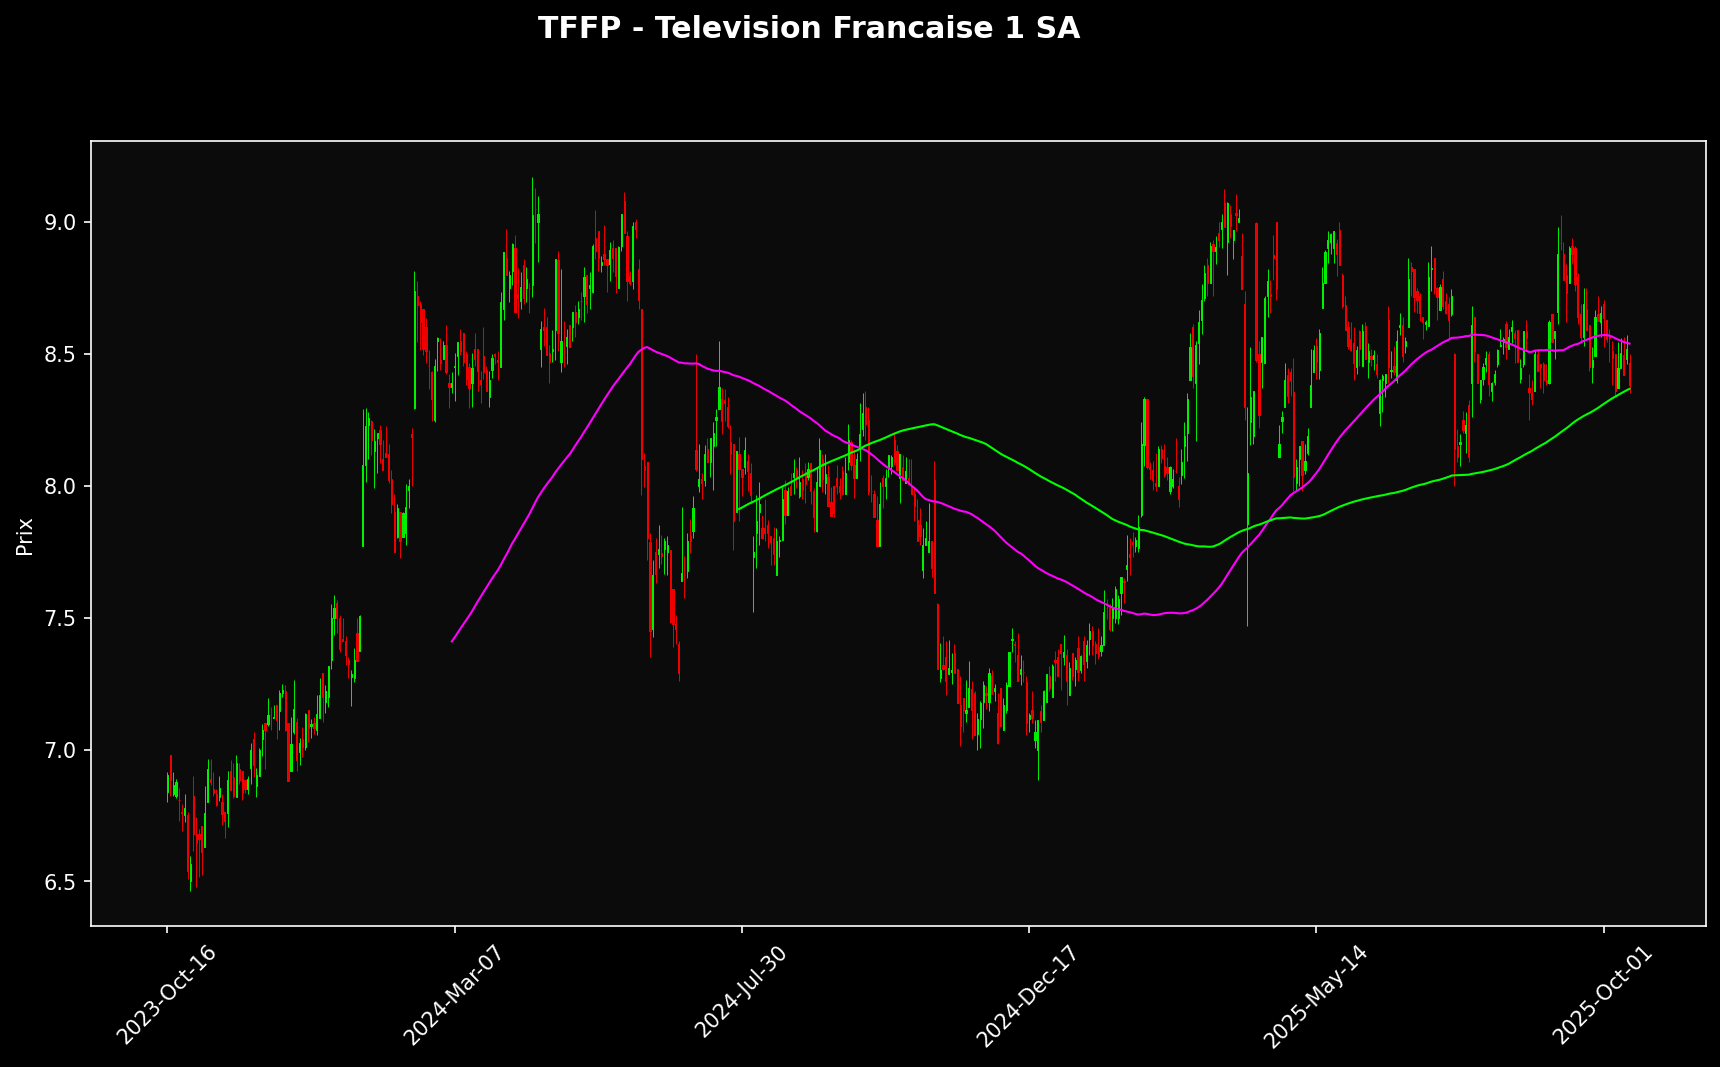 TFFP - Television Francaise 1 SA
Prix
9.0
8.5
8.0
7.5
7.0
6.5
2023-Oct-16
2024-Mar-07
2024-Jul-30
2024-Dec-17
2025-May-14
2025-Oct-01